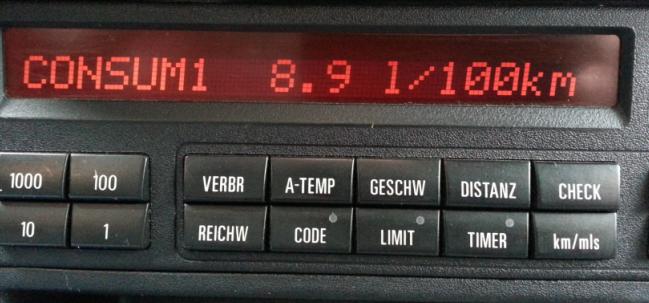 CONSUM1 8.9 l/100km
1000 100 VERBR A-TEMP GESCHW DISTANZ CHECK
10 1 REICHW CODE LIMIT TIMER km/mls